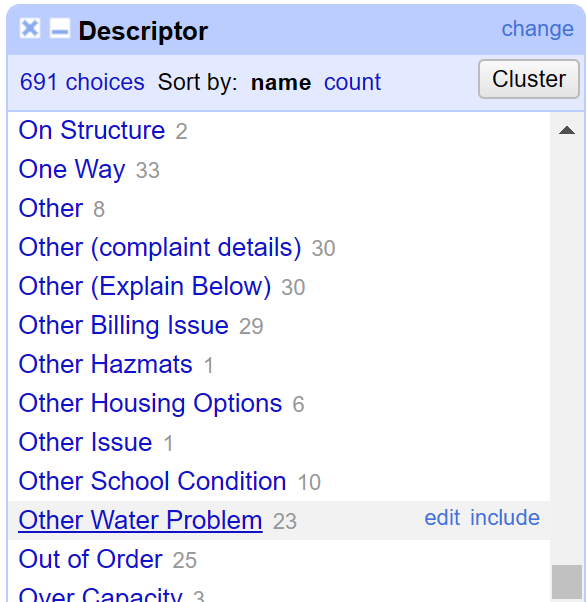 Descriptor change
691 choices Sort by: name count Cluster
On Structure 2
One Way 33
Other 8
Other (complaint details) 30
Other (Explain Below) 30
Other Billing Issue 29
Other Hazmats 1
Other Housing Options 6
Other Issue 1
Other School Condition 10
Other Water Problem 23 edit include
Out of Order 25
Over Capacity 3